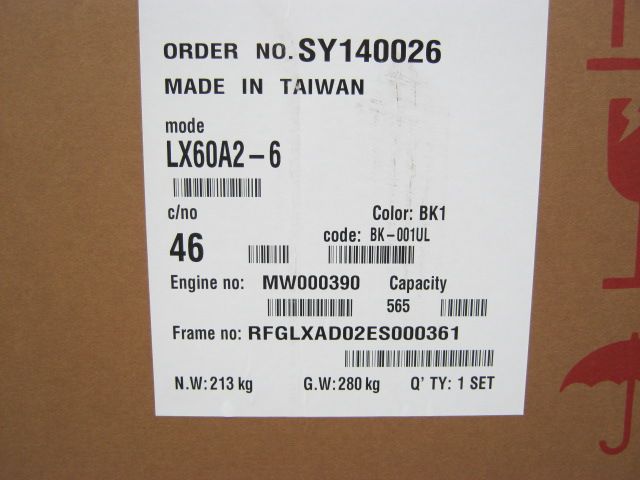 ORDER NO. SY140026
MADE IN TAIWAN
mode
LX60A2-6
c/no
Color: BK1
46
code: BK-001UL
Engine no: MW000390 Capacity
565
Frame no: RFGLXAD02ES000361
N.W: 213 kg G.W: 280 kg Q' TY: 1 SET